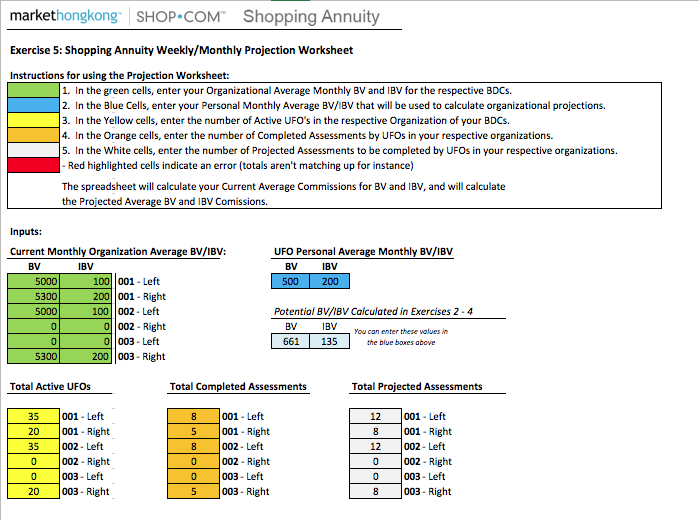 markethongkong™ SHOP•COM™ Shopping Annuity
Exercise 5: Shopping Annuity Weekly/Monthly Projection Worksheet
Instructions for using the Projection Worksheet:
1. In the green cells, enter your Organizational Average Monthly BV and IBV for the respective BDCs.
2. In the Blue Cells, enter your Personal Monthly Average BV/IBV that will be used to calculate organizational projections.
3. In the Yellow cells, enter the number of Active UFO's in the respective Organization of your BDCs.
4. In the Orange cells, enter the number of Completed Assessments by UFOs in your respective organizations.
5. In the White cells, enter the number of Projected Assessments to be completed by UFOs in your respective organizations.
- Red highlighted cells indicate an error (totals aren't matching up for instance)
The spreadsheet will calculate your Current Average Commissions for BV and IBV, and will calculate
the Projected Average BV and IBV Comissions.
Inputs:
Current Monthly Organization Average BV/IBV: UFO Personal Average Monthly BV/IBV
BV IBV BV IBV
5000 100 001 - Left 500 200
5300 200 001 - Right
5000 100 002 - Left Potential BV/IBV Calculated in Exercises 2 - 4
0 0 002 - Right BV IBV You can enter these values in
0 0 003 - Left 661 135 the blue boxes above
5300 200 003 - Right
Total Active UFOs Total Completed Assessments Total Projected Assessments
35 001 - Left 8 001 - Left 12 001 - Left
20 001 - Right 5 001 - Right 8 001 - Right
35 002 - Left 8 002 - Left 12 002 - Left
0 002 - Right 0 002 - Right 0 002 - Right
0 003 - Left 0 003 - Left 0 003 - Left
20 003 - Right 5 003 - Right 8 003 - Right